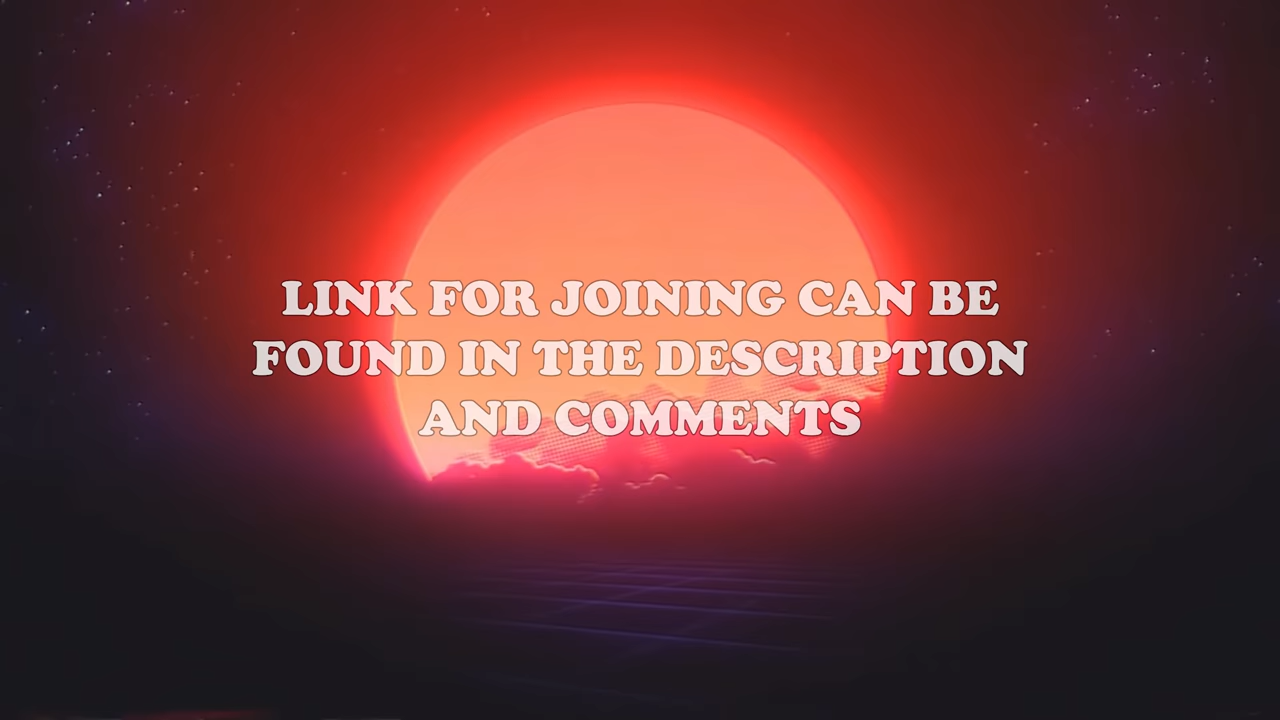 LINK FOR JOINING CAN BE
FOUND IN THE DESCRIPTION
AND COMMENTS